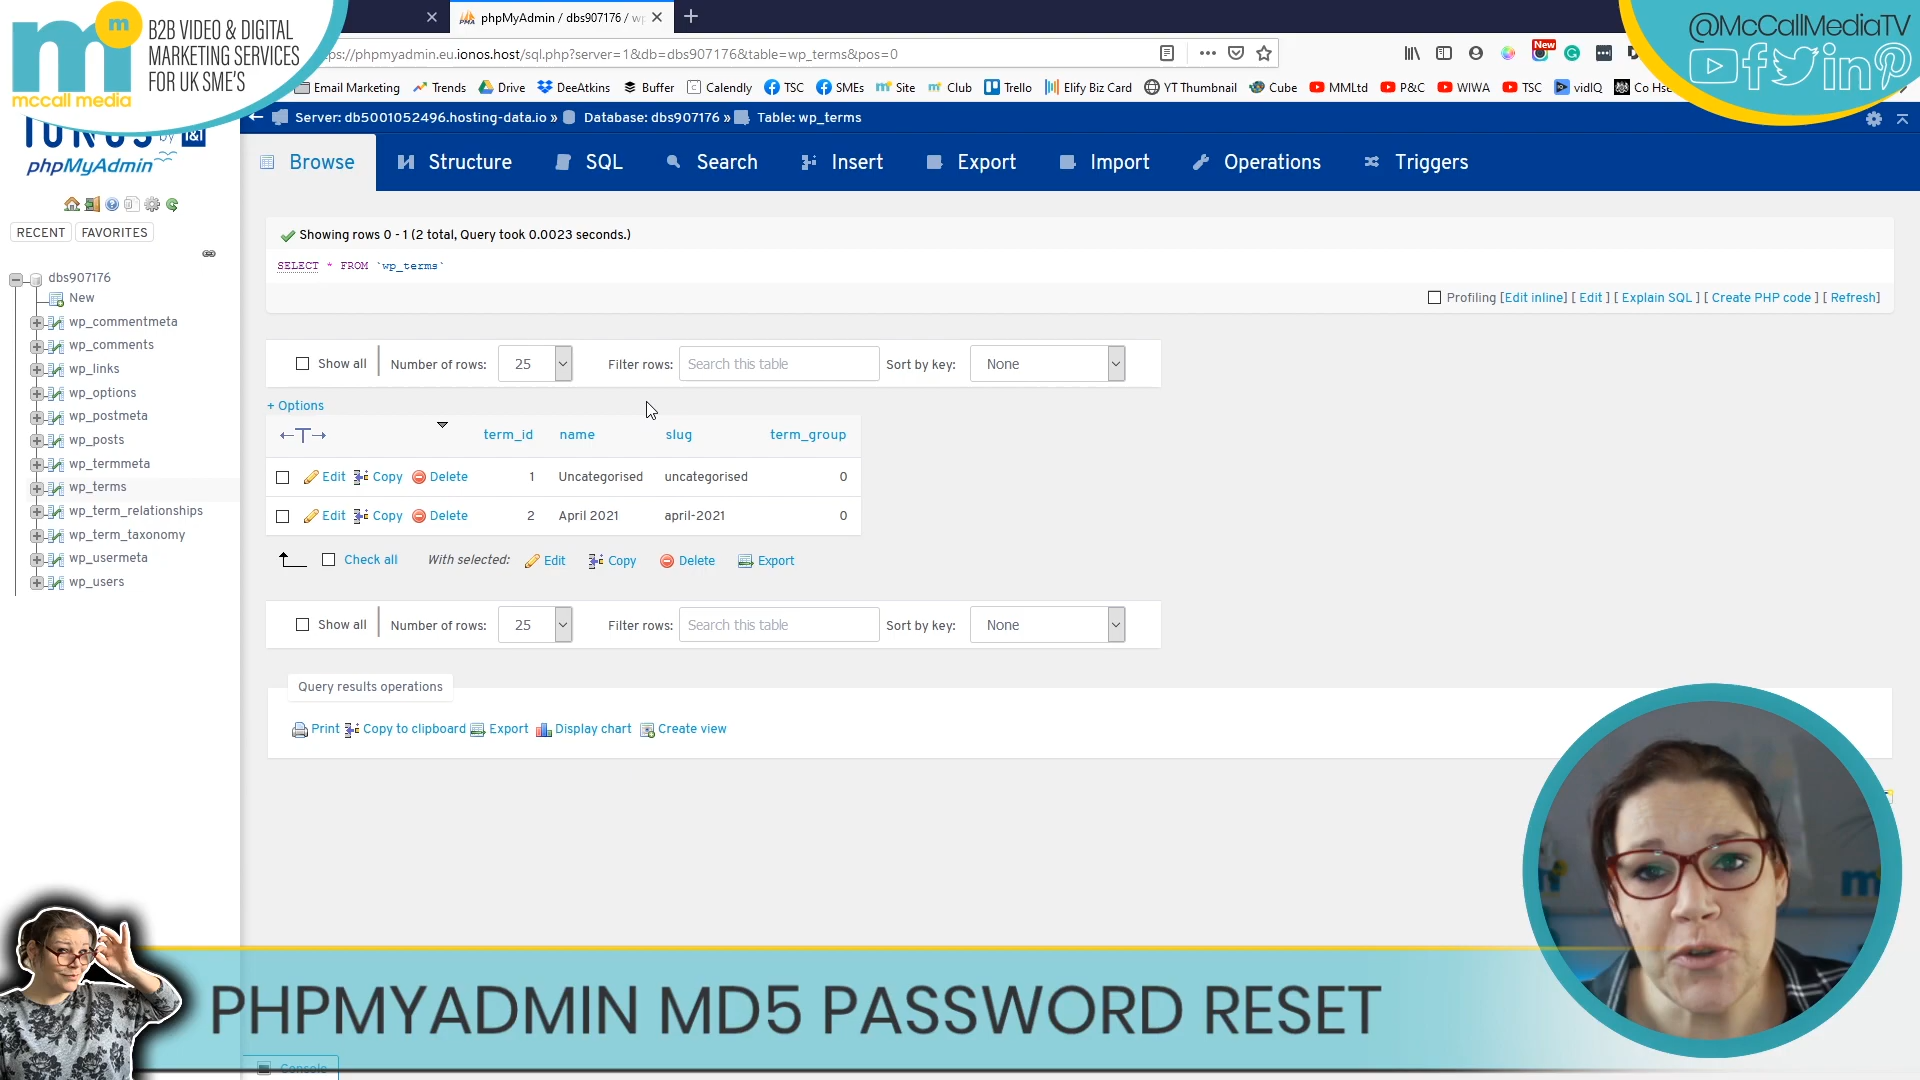 m
m
mccall media
B2B VIDEO & DIGITAL
MARKETING SERVICES
FOR UK SME'S
phpMyAdmin / dbs907176 / wp
ps://phpmyadmin.eu.ionos.host/sql.php?server=1&db=dbs907176&table=wp_terms&pos=0
New
@McCallMediaTV
Email Marketing
Trends
Drive
DeeAtkins
Buffer
Calendly
TSC
SMEs
Site
Club
Trello
Elify Biz Card
YT Thumbnail
Cube
MMLtd
P&C
WIWA
TSC
vidIQ
IONOS by 1&1
phpMyAdmin
Server: db5001052496.hosting-data.io » Database: dbs907176 » Table: wp_terms
Browse
Structure
SQL
Search
Insert
Export
Import
Operations
Triggers
RECENT
FAVORITES
dbs907176
New
wp_commentmeta
wp_comments
wp_links
wp_options
wp_postmeta
wp_posts
wp_termmeta
wp_terms
wp_term_relationships
wp_term_taxonomy
wp_usermeta
wp_users
Showing rows 0 - 1 (2 total, Query took 0.0023 seconds.)
SELECT * FROM `wp_terms`
Profiling [Edit inline] [ Edit ] [ Explain SQL ] [ Create PHP code ] [ Refresh]
Show all
Number of rows: 25
Filter rows: Search this table
Sort by key: None
+ Options
←T→ term_id name slug term_group
Edit Copy Delete 1 Uncategorised uncategorised 0
Edit Copy Delete 2 April 2021 april-2021 0
Check all With selected: Edit Copy Delete Export
Show all
Number of rows: 25
Filter rows: Search this table
Sort by key: None
Query results operations
Print Copy to clipboard Export Display chart Create view
PHPMYADMIN MD5 PASSWORD RESET
Console